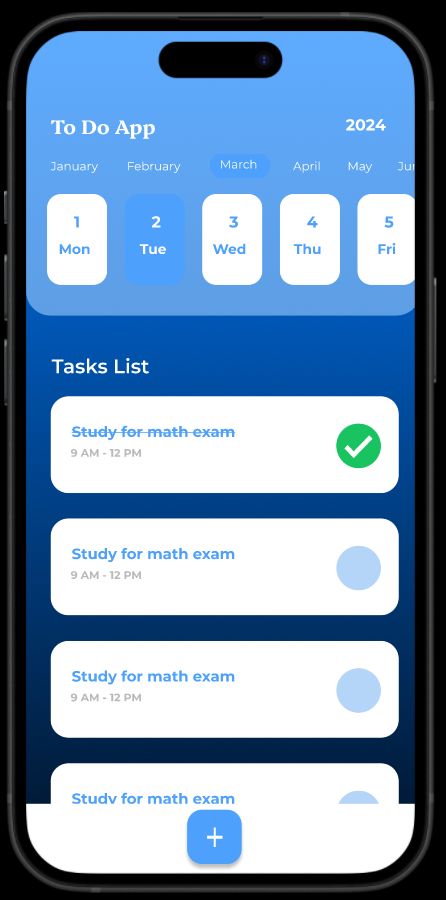 To Do App 2024
January February March April May Jun
1 2 3 4 5
Mon Tue Wed Thu Fri
Tasks List
Study for math exam
9 AM - 12 PM
Study for math exam
9 AM - 12 PM
Study for math exam
9 AM - 12 PM
Study for math exam
+